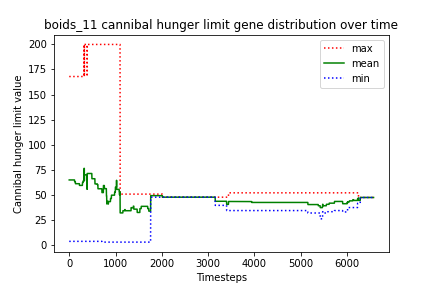 boids_11 cannibal hunger limit gene distribution over time
200
175
150
125
100
75
50
25
0
Cannibal hunger limit value
max
mean
min
0 1000 2000 3000 4000 5000 6000
Timesteps